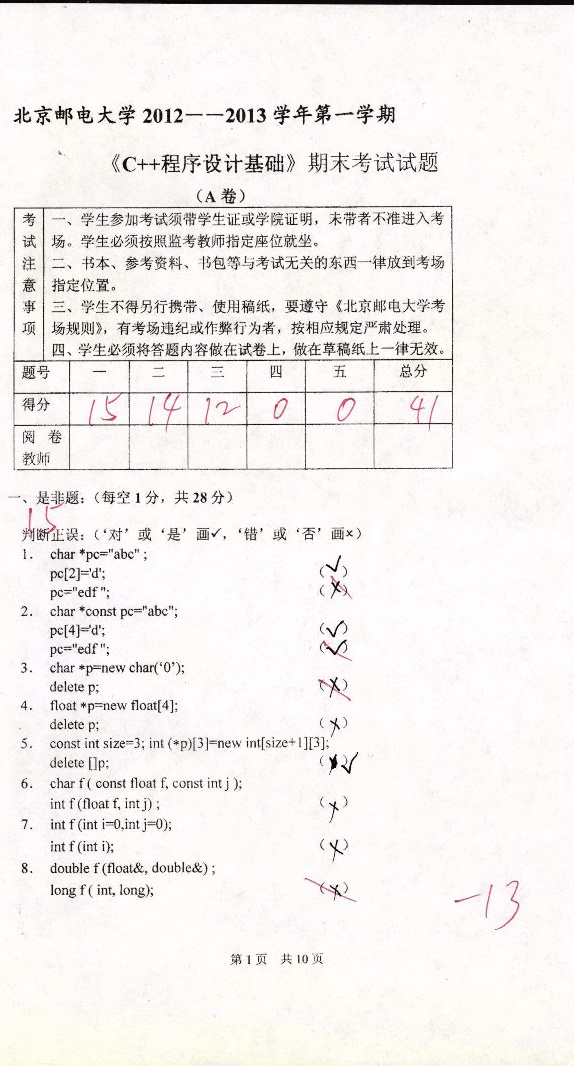 北京邮电大学 2012——2013 学年第一学期
《C++程序设计基础》期末考试试题
（A 卷）
考试注意事项
一、学生参加考试须带学生证或学院证明，未带者不准进入考
场。学生必须按照监考教师指定座位就坐。
二、书本、参考资料、书包等与考试无关的东西一律放到考场
指定位置。
三、学生不得另行携带、使用稿纸，要遵守《北京邮电大学考
场规则》，有考场违纪或作弊行为者，按相应规定严肃处理。
四、学生必须将答题内容做在试卷上，做在草稿纸上一律无效。
题号 一 二 三 四 五 总分
得分 15 14 12 0 0 41
阅 卷
教师
一、是非题：（每空 1 分，共 28 分）
15
判断正误：（‘对’或‘是’画✓，‘错’或‘否’画×）
1. char *pc="abc" ;
pc[2]='d'; (✓)
pc="edf "; (×)
2. char *const pc="abc";
pc[4]='d'; (✓)
pc="edf "; (✓)
3. char *p=new char(‘0’);
delete p; (×)
4. float *p=new float[4];
delete p; (×)
5. const int size=3; int (*p)[3]=new int[size+1][3];
delete []p; ( )✓
6. char f ( const float f, const int j );
int f (float f, int j) ; (×)
7. int f (int i=0,int j=0);
int f (int i); (×)
8. double f (float&, double&) ;
long f ( int, long); (×)
-13
第 1 页 共 10 页